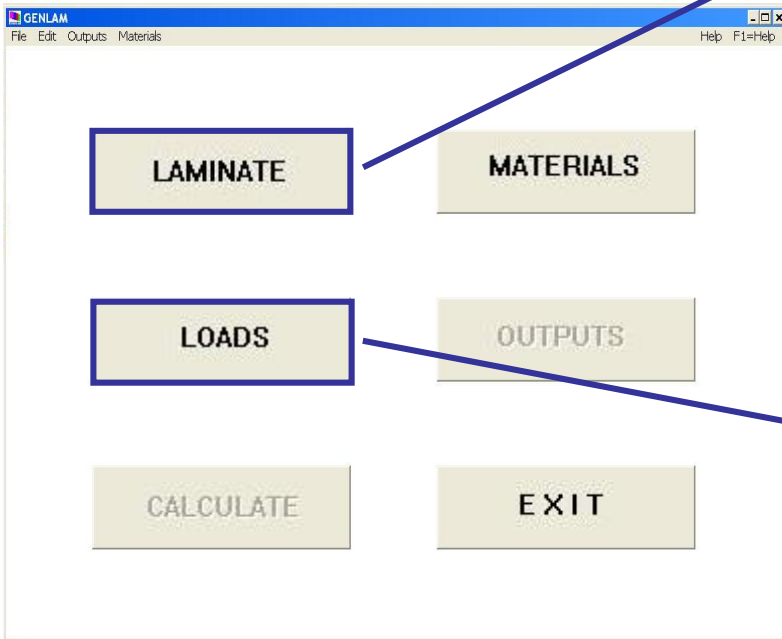 GENLAM
File Edit Outputs Materials Help F1=Help
LAMINATE MATERIALS
LOADS OUTPUTS
CALCULATE EXIT